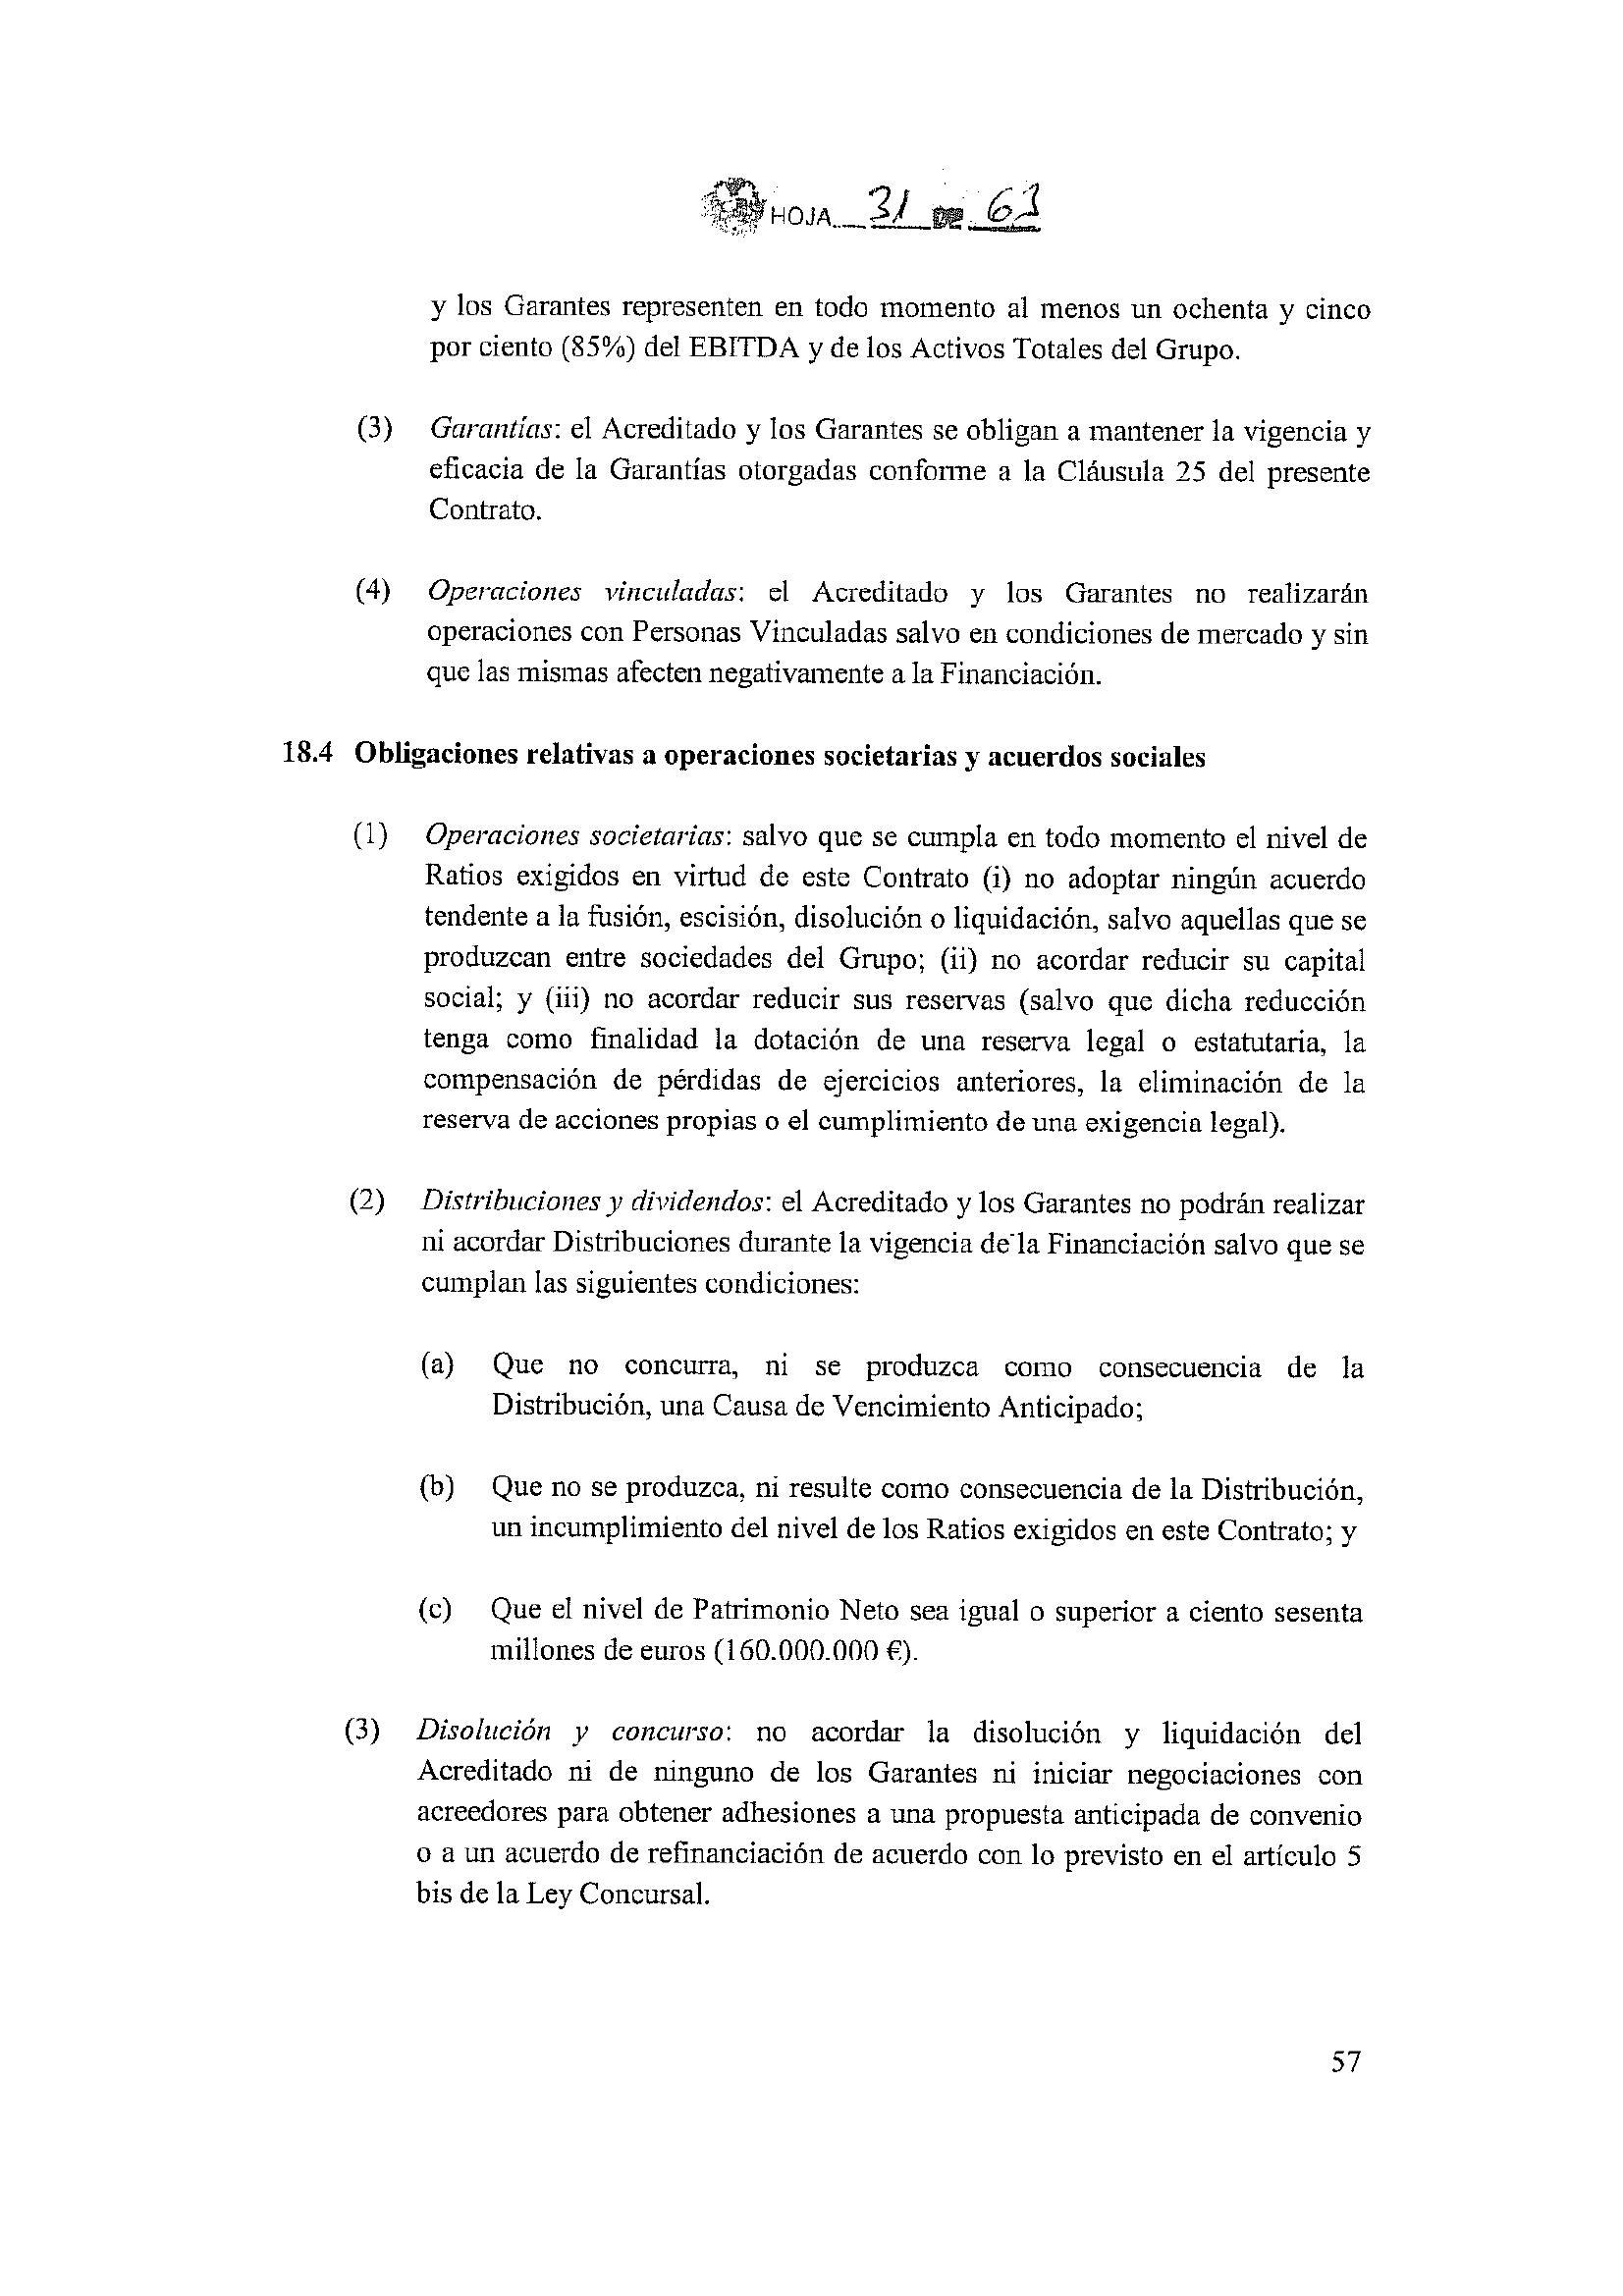 HOJA 31 DE 63
y los Garantes representen en todo momento al menos un ochenta y cinco
por ciento (85%) del EBITDA y de los Activos Totales del Grupo.
(3) Garantías: el Acreditado y los Garantes se obligan a mantener la vigencia y
eficacia de la Garantías otorgadas conforme a la Cláusula 25 del presente
Contrato.
(4) Operaciones vinculadas: el Acreditado y los Garantes no realizarán
operaciones con Personas Vinculadas salvo en condiciones de mercado y sin
que las mismas afecten negativamente a la Financiación.
18.4 Obligaciones relativas a operaciones societarias y acuerdos sociales
(1) Operaciones societarias: salvo que se cumpla en todo momento el nivel de
Ratios exigidos en virtud de este Contrato (i) no adoptar ningún acuerdo
tendente a la fusión, escisión, disolución o liquidación, salvo aquellas que se
produzcan entre sociedades del Grupo; (ii) no acordar reducir su capital
social; y (iii) no acordar reducir sus reservas (salvo que dicha reducción
tenga como finalidad la dotación de una reserva legal o estatutaria, la
compensación de pérdidas de ejercicios anteriores, la eliminación de la
reserva de acciones propias o el cumplimiento de una exigencia legal).
(2) Distribuciones y dividendos: el Acreditado y los Garantes no podrán realizar
ni acordar Distribuciones durante la vigencia de la Financiación salvo que se
cumplan las siguientes condiciones:
(a) Que no concurra, ni se produzca como consecuencia de la
Distribución, una Causa de Vencimiento Anticipado;
(b) Que no se produzca, ni resulte como consecuencia de la Distribución,
un incumplimiento del nivel de los Ratios exigidos en este Contrato; y
(c) Que el nivel de Patrimonio Neto sea igual o superior a ciento sesenta
millones de euros (160.000.000 €).
(3) Disolución y concurso: no acordar la disolución y liquidación del
Acreditado ni de ninguno de los Garantes ni iniciar negociaciones con
acreedores para obtener adhesiones a una propuesta anticipada de convenio
o a un acuerdo de refinanciación de acuerdo con lo previsto en el artículo 5
bis de la Ley Concursal.
57